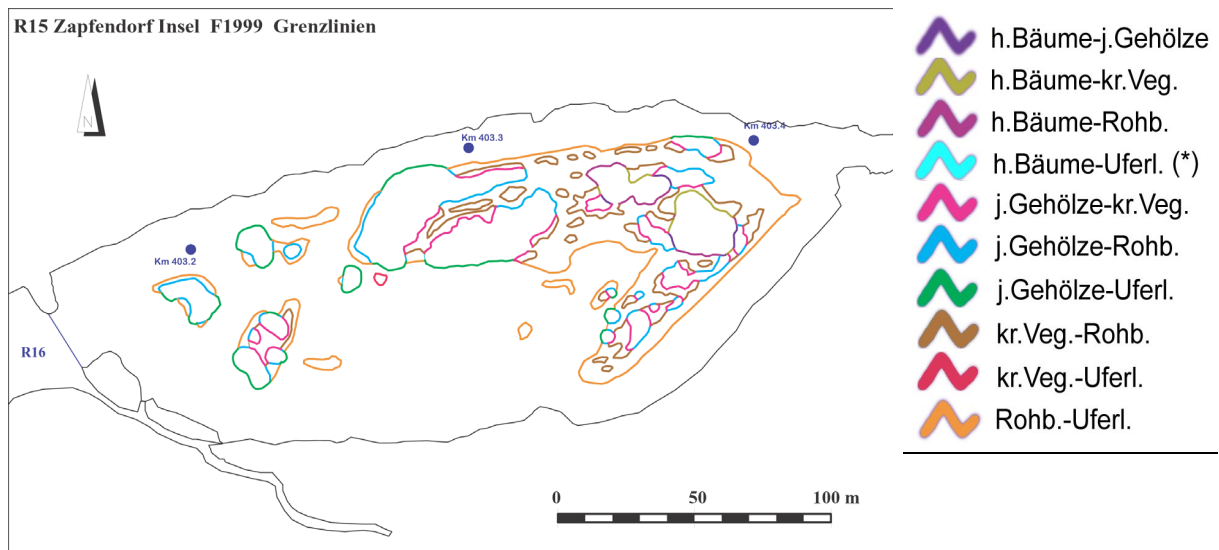 R15 Zapfendorf Insel F1999 Grenzlinien
N
Km 403.3
Km 403.4
Km 403.2
R16
0 50 100 m
h.Bäume-j.Gehölze
h.Bäume-kr.Veg.
h.Bäume-Rohb.
h.Bäume-Uferl. (*)
j.Gehölze-kr.Veg.
j.Gehölze-Rohb.
j.Gehölze-Uferl.
kr.Veg.-Rohb.
kr.Veg.-Uferl.
Rohb.-Uferl.